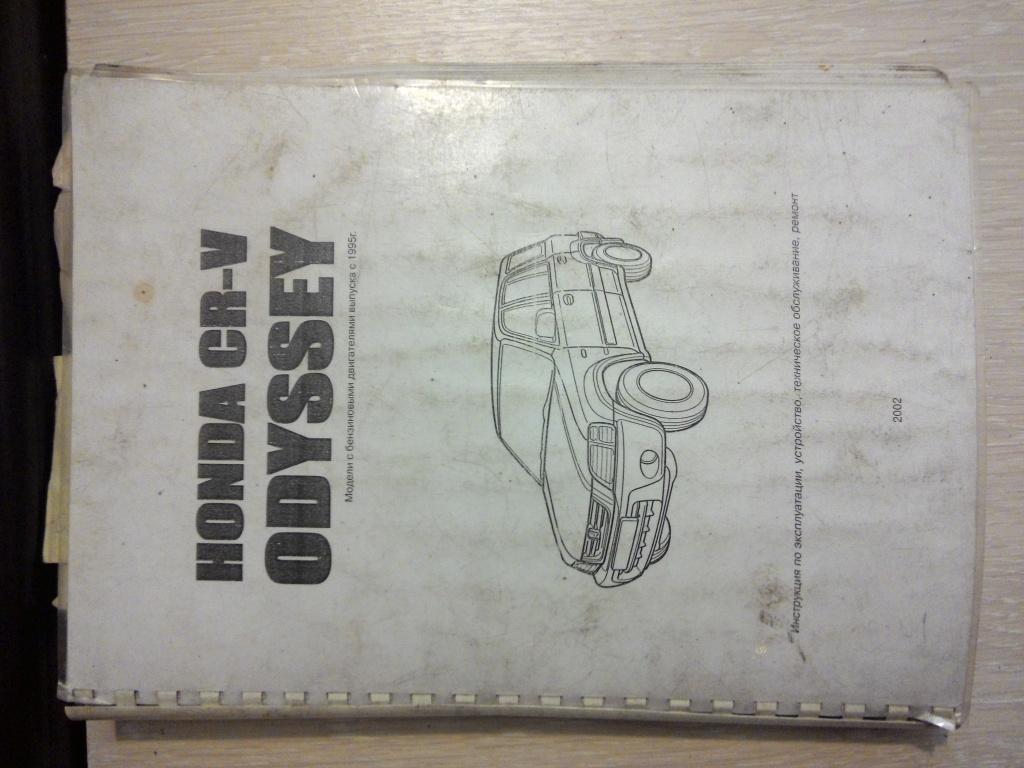 HONDA CR-V
ODYSSEY
Модели с бензиновыми двигателями выпуска с 1995г.
Инструкция по эксплуатации, устройство, техническое обслуживание, ремонт
2002